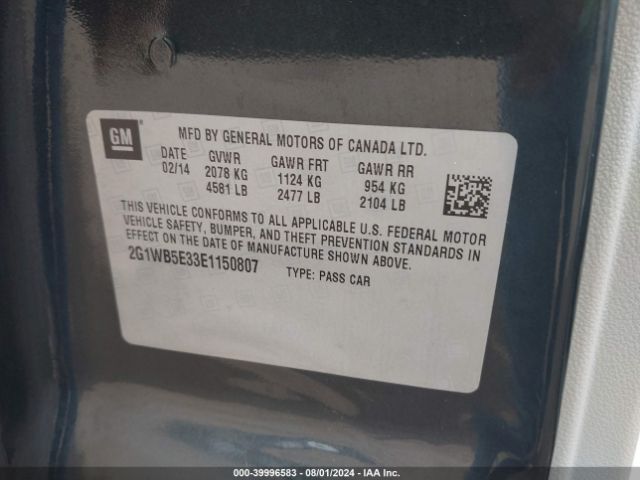 GM
MFD BY GENERAL MOTORS OF CANADA LTD.
DATE GVWR GAWR FRT GAWR RR
02/14 2078 KG 1124 KG 954 KG
4581 LB 2477 LB 2104 LB
THIS VEHICLE CONFORMS TO ALL APPLICABLE U.S. FEDERAL MOTOR
VEHICLE SAFETY, BUMPER, AND THEFT PREVENTION STANDARDS IN
EFFECT ON THE DATE OF MANUFACTURE SHOWN ABOVE.
2G1WB5E33E1150807 TYPE: PASS CAR
000-39996583 / 08/01/2024 / IAA Inc.